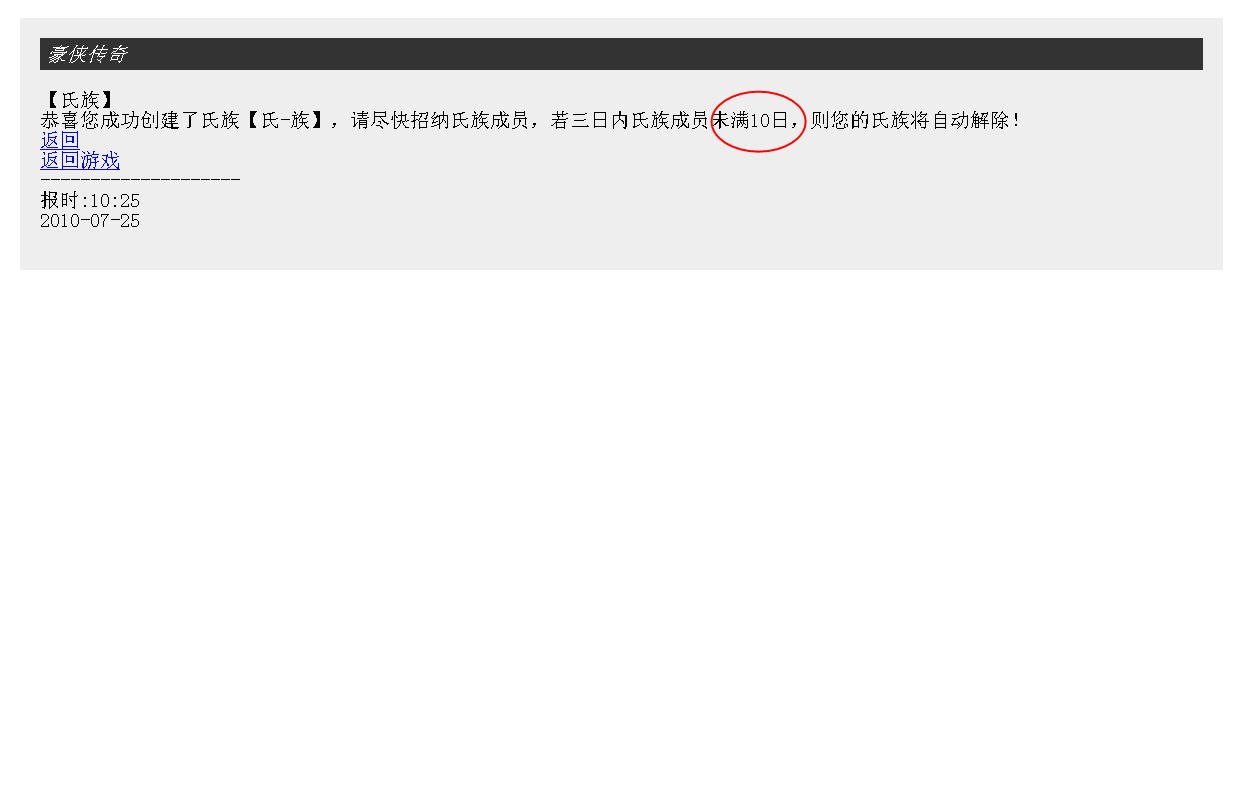 豪侠传奇
【氏族】
恭喜您成功创建了氏族【氏-族】，请尽快招纳氏族成员，若三日内氏族成员未满10日，则您的氏族将自动解除！
返回
返回游戏
--------------------
报时:10:25
2010-07-25